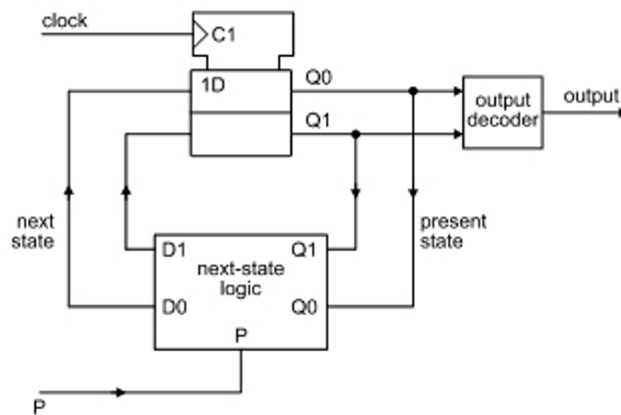 clock
C1
1D
Q0
Q1
output
decoder
output
next
state
present
state
D1
Q1
next-state
logic
D0
Q0
P
P